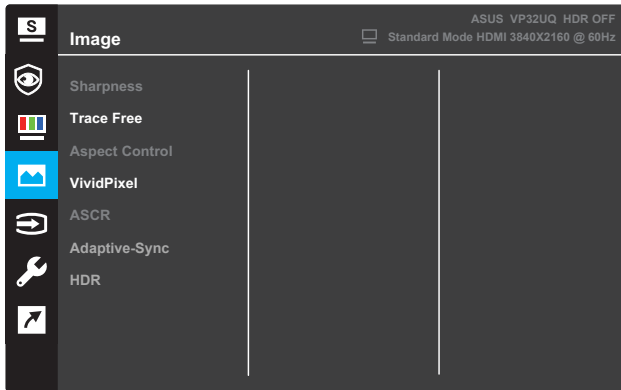 S
ASUS VP32UQ HDR OFF
Image
Standard Mode HDMI 3840X2160 @ 60Hz
Sharpness
Trace Free
Aspect Control
VividPixel
ASCR
Adaptive-Sync
HDR